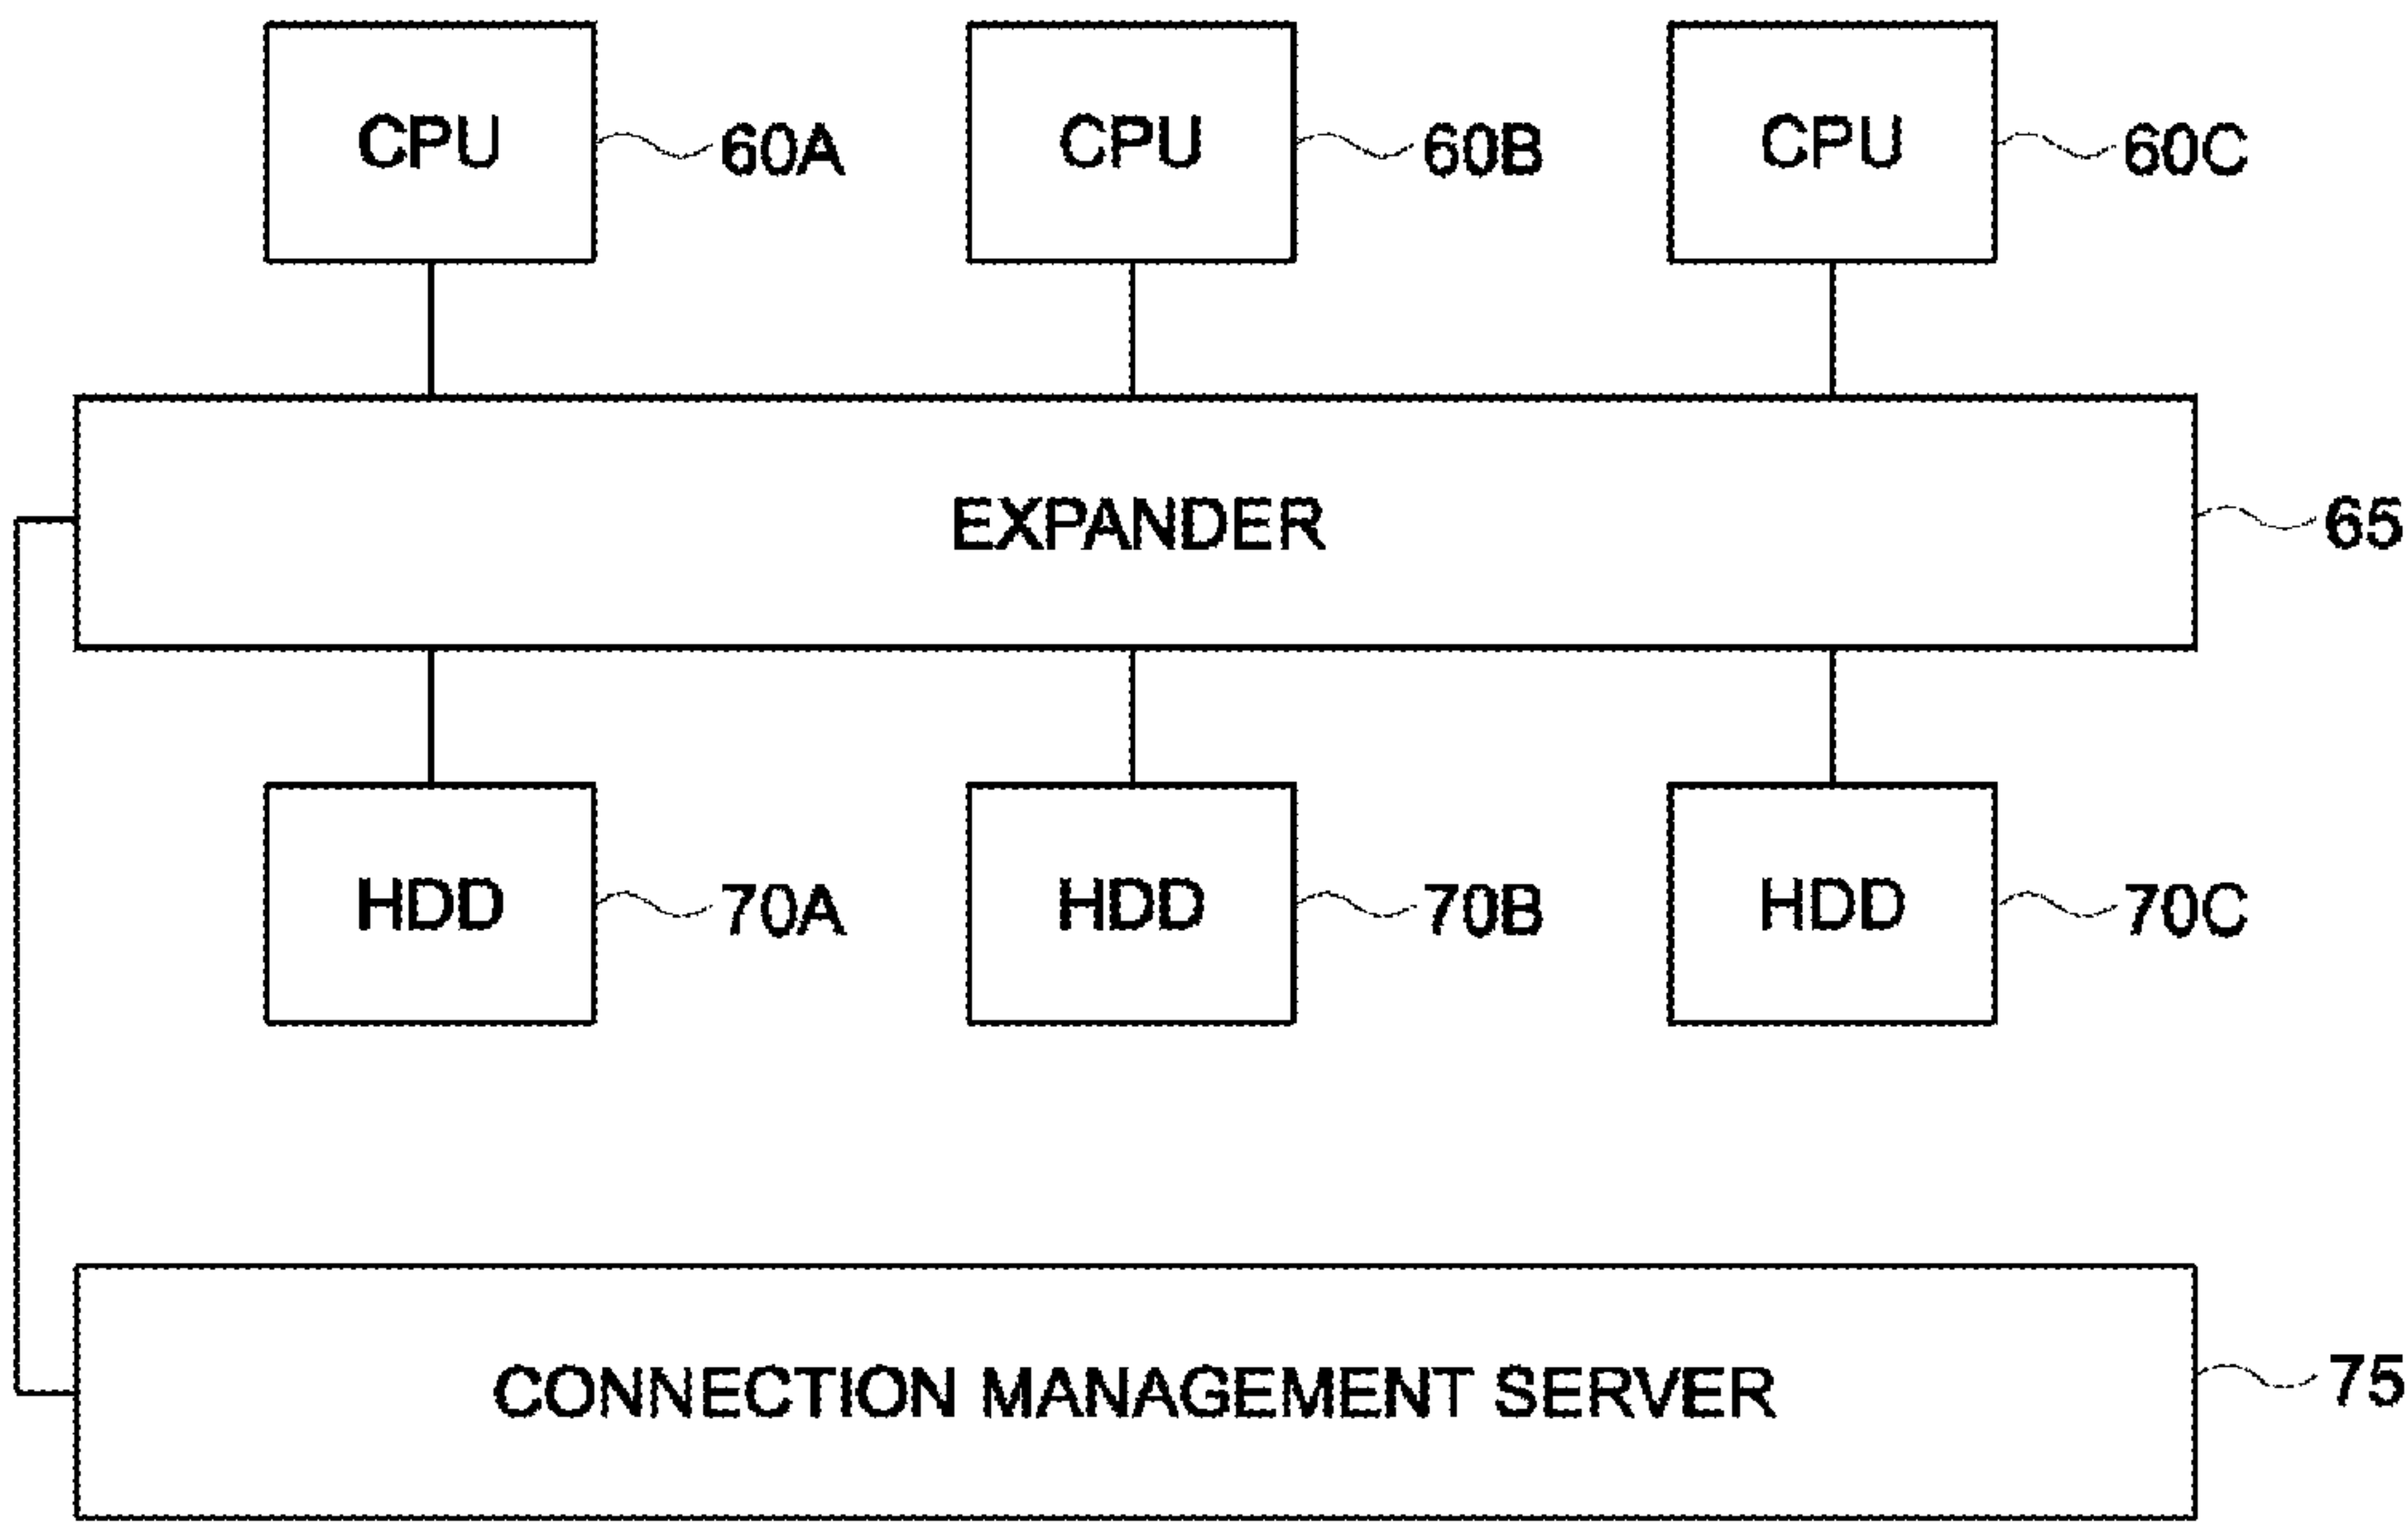 CPU 60A CPU 60B CPU 60C
EXPANDER 65
HDD 70A HDD 70B HDD 70C
CONNECTION MANAGEMENT SERVER 75